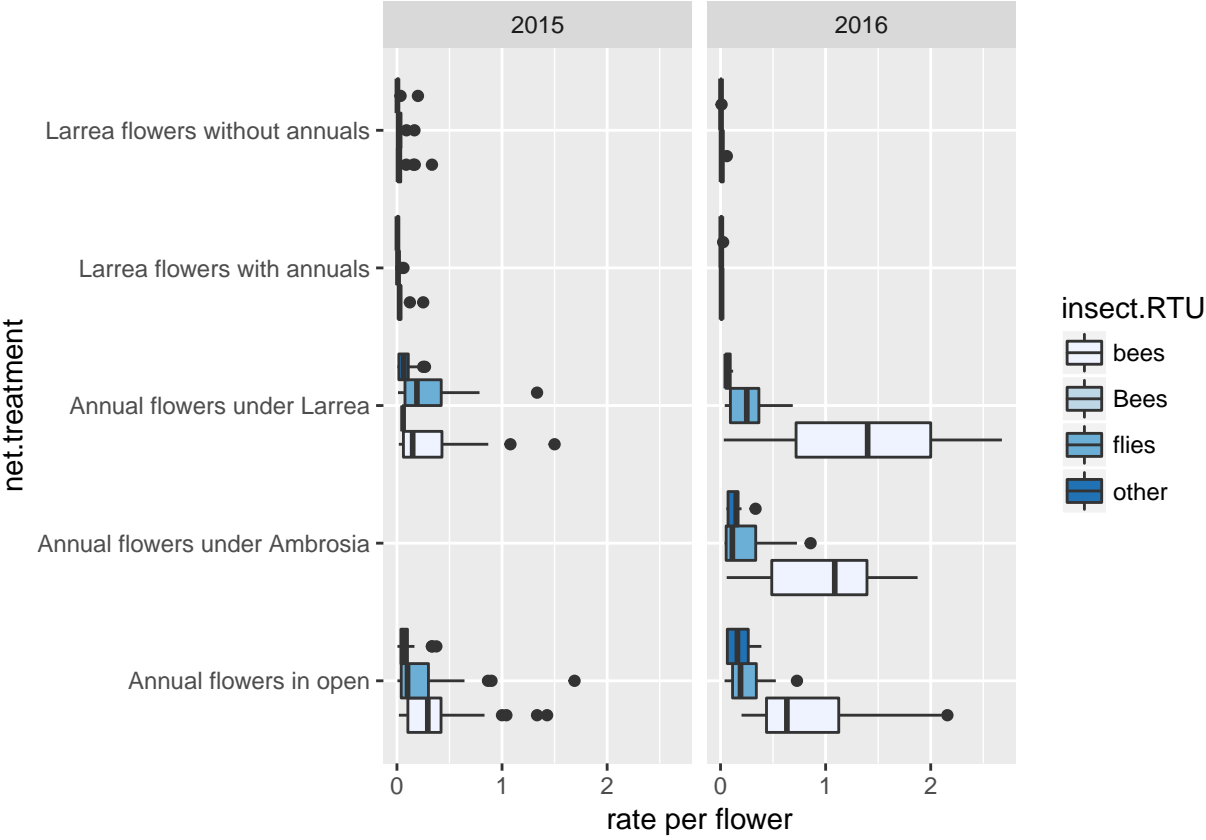 2015
2016
Larrea flowers without annuals
Larrea flowers with annuals
Annual flowers under Larrea
Annual flowers under Ambrosia
Annual flowers in open
net.treatment
0
1
2
0
1
2
rate per flower
insect.RTU
bees
Bees
flies
other